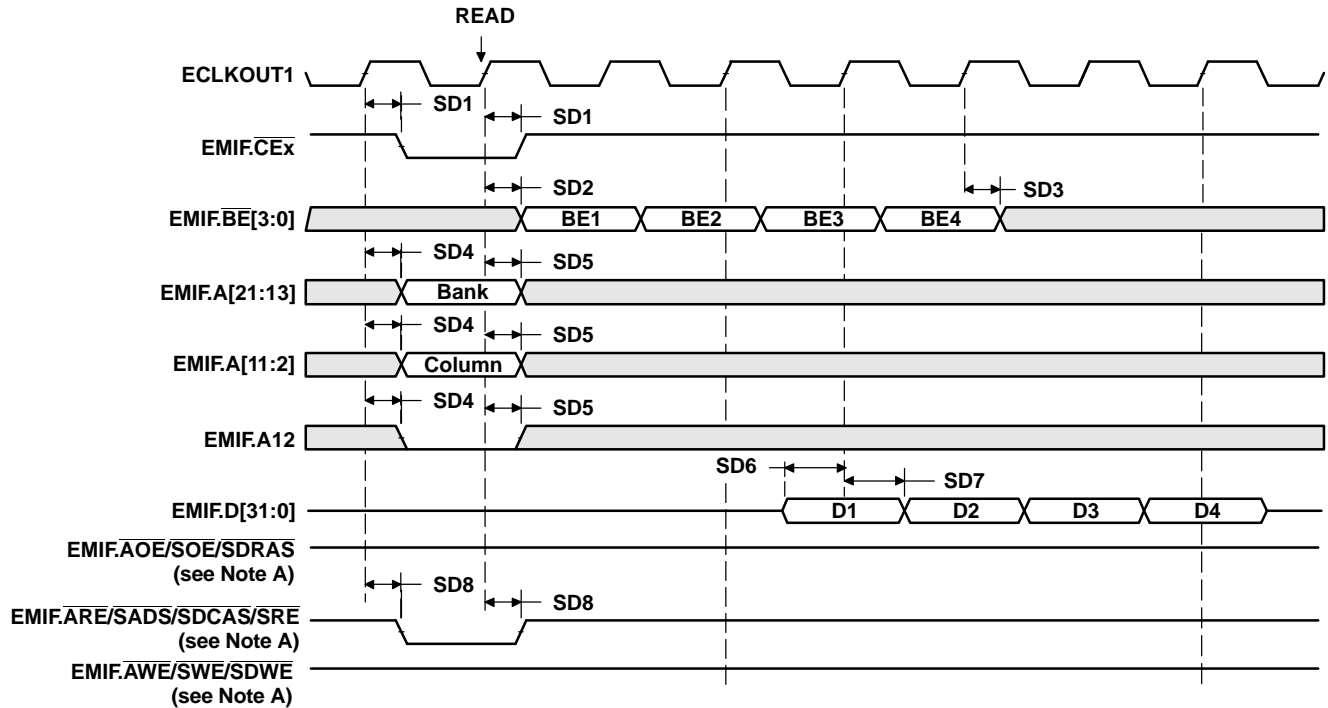 READ
ECLKOUT1
SD1
SD1
EMIF.CEx
SD2
SD3
EMIF.BE[3:0]
BE1 BE2 BE3 BE4
SD4
SD5
EMIF.A[21:13]
Bank
SD4
SD5
EMIF.A[11:2]
Column
SD4
SD5
EMIF.A12
SD6
SD7
EMIF.D[31:0]
D1 D2 D3 D4
EMIF.AOE/SOE/SDRAS
(see Note A)
SD8
SD8
EMIF.ARE/SADS/SDCAS/SRE
(see Note A)
EMIF.AWE/SWE/SDWE
(see Note A)